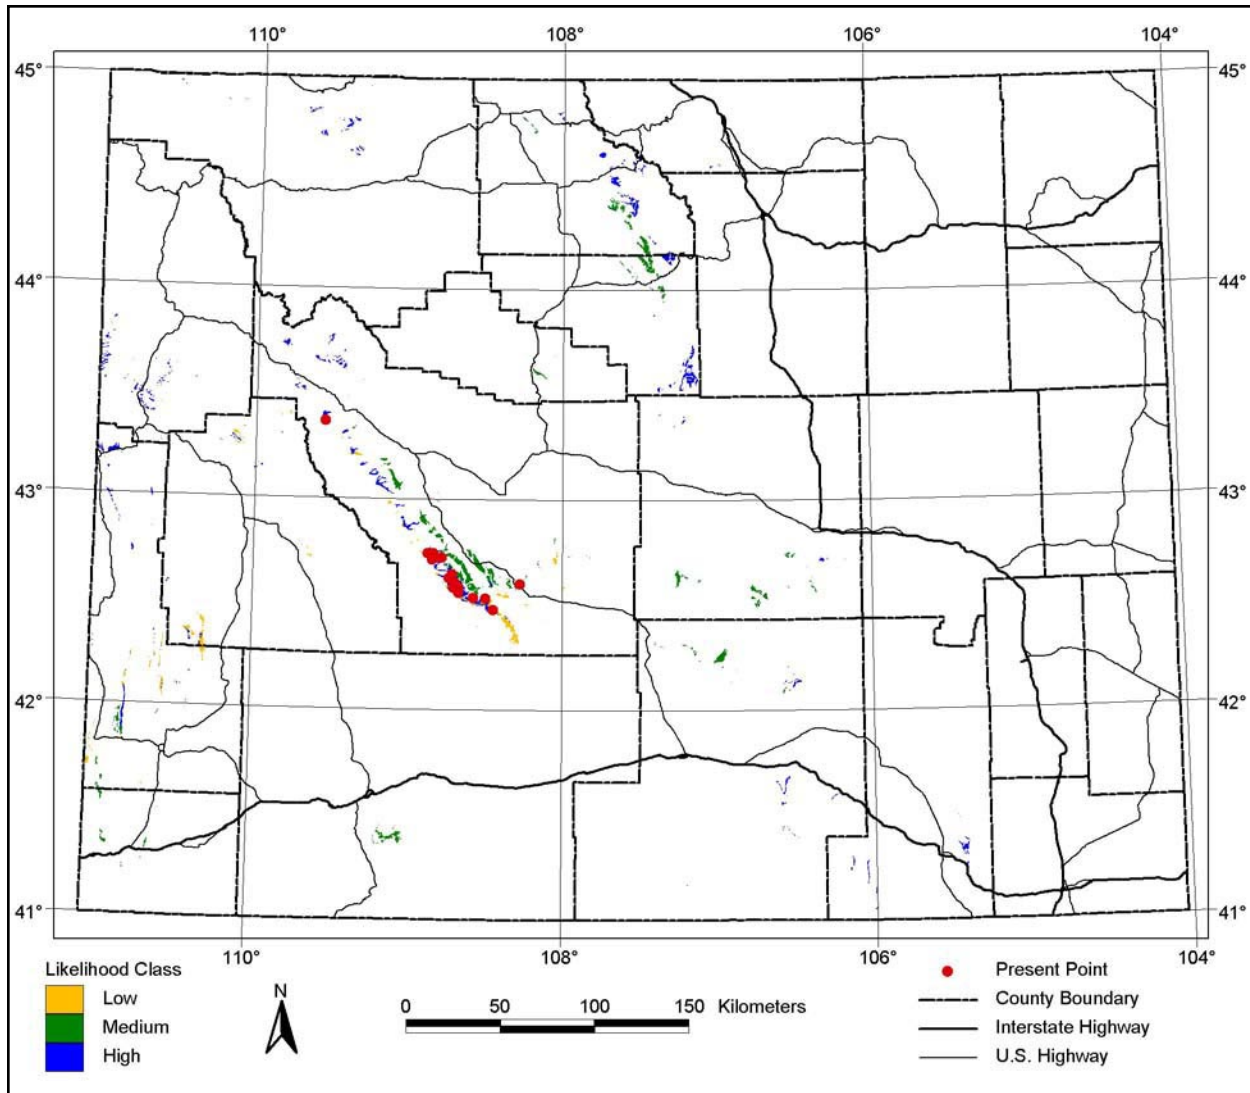 110° 108° 106° 104°
45° 45°
44° 44°
43° 43°
42° 42°
41° 41°
110° 108° 106° 104°
Likelihood Class
Low
Medium
High
N
0 50 100 150 Kilometers
Present Point
County Boundary
Interstate Highway
U.S. Highway